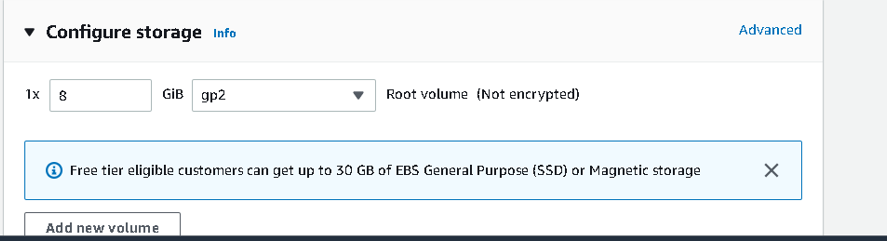 Configure storage Info Advanced
1x 8 GiB gp2 Root volume (Not encrypted)
Free tier eligible customers can get up to 30 GB of EBS General Purpose (SSD) or Magnetic storage
Add new volume